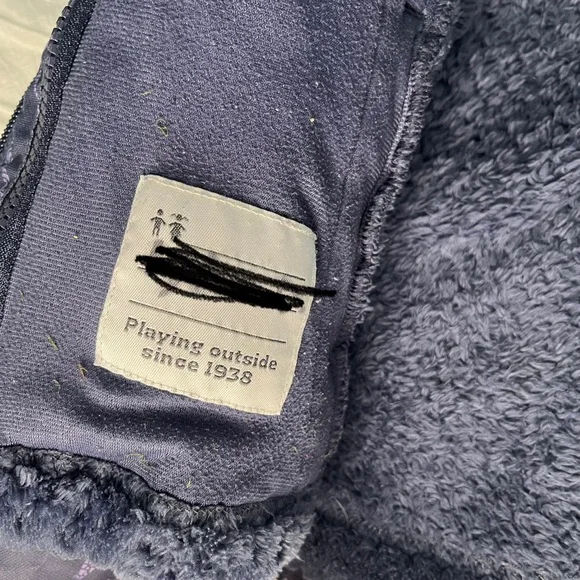 Playing outside
since 1938